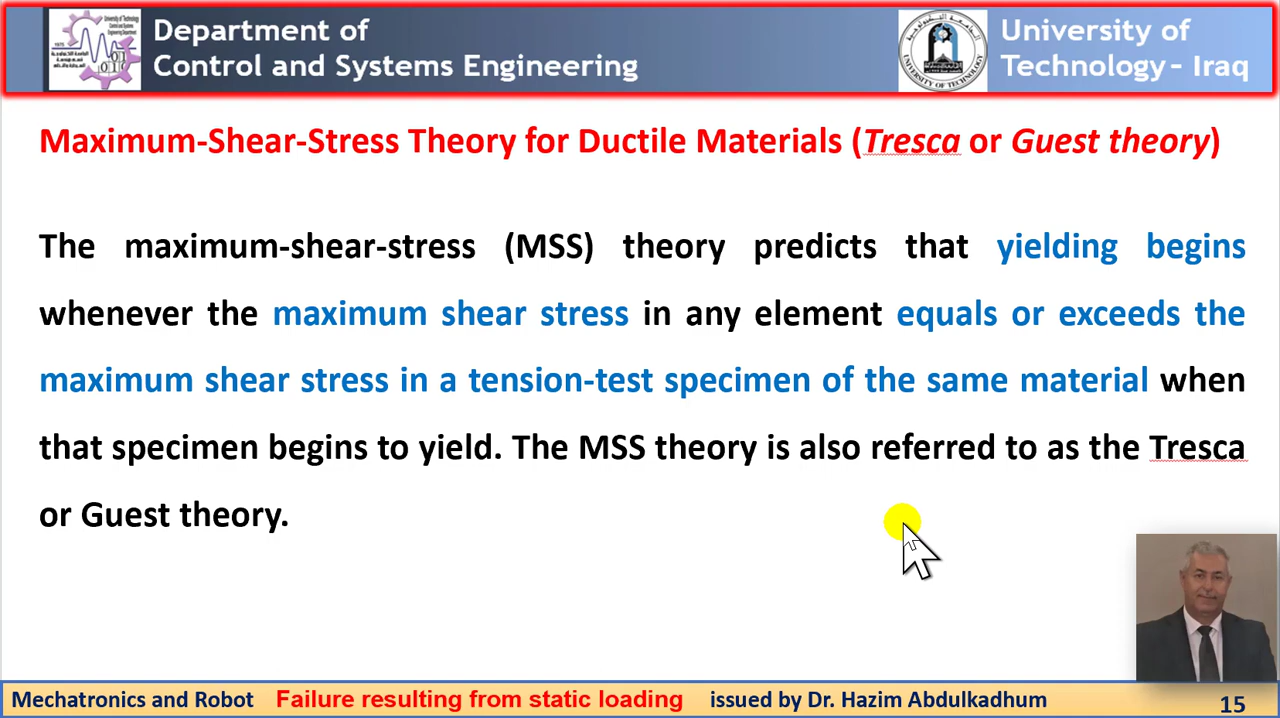 Department of
Control and Systems Engineering
University of
Technology - Iraq
Maximum-Shear-Stress Theory for Ductile Materials (Tresca or Guest theory)
The maximum-shear-stress (MSS) theory predicts that yielding begins
whenever the maximum shear stress in any element equals or exceeds the
maximum shear stress in a tension-test specimen of the same material when
that specimen begins to yield. The MSS theory is also referred to as the Tresca
or Guest theory.
Mechatronics and Robot Failure resulting from static loading issued by Dr. Hazim Abdulkadhum 15